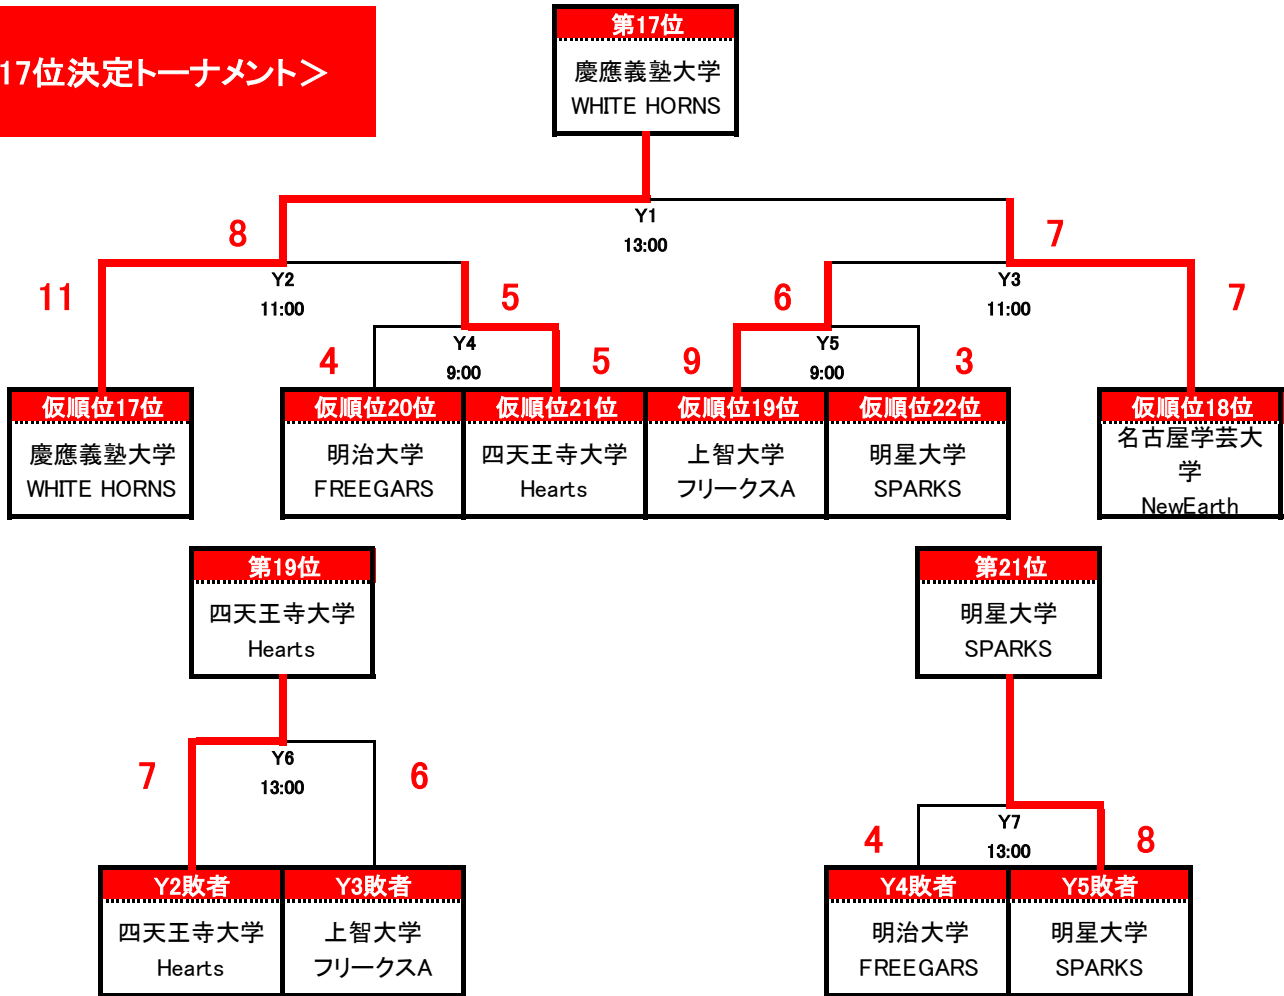 17位決定トーナメント＞
第17位
慶應義塾大学
WHITE HORNS
Y1
13:00
8
7
Y2
11:00
Y3
11:00
11
5
6
7
Y4
9:00
Y5
9:00
4
5
9
3
仮順位17位
慶應義塾大学
WHITE HORNS
仮順位20位
明治大学
FREEGARS
仮順位21位
四天王寺大学
Hearts
仮順位19位
上智大学
フリークスA
仮順位22位
明星大学
SPARKS
仮順位18位
名古屋学芸大
学
NewEarth
第19位
四天王寺大学
Hearts
Y6
13:00
7
6
Y2敗者
四天王寺大学
Hearts
Y3敗者
上智大学
フリークスA
第21位
明星大学
SPARKS
Y7
13:00
4
8
Y4敗者
明治大学
FREEGARS
Y5敗者
明星大学
SPARKS